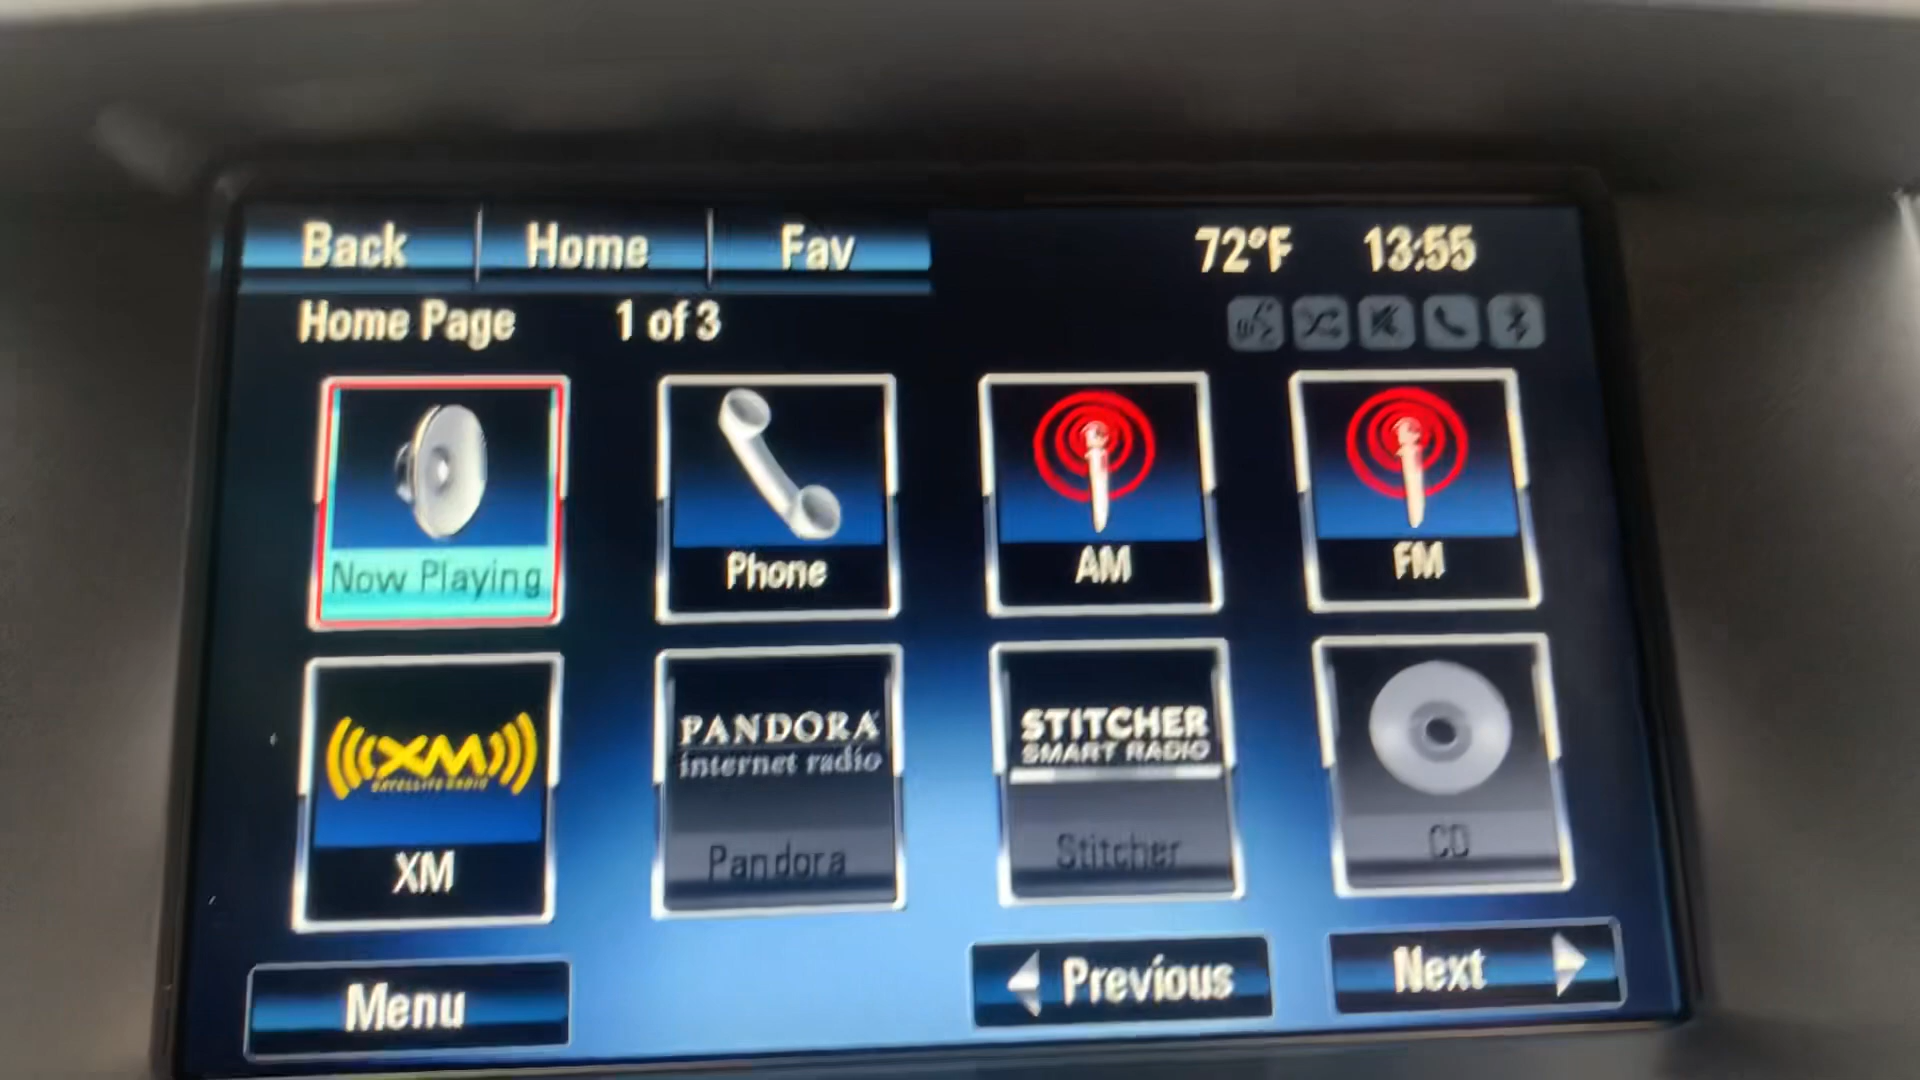 Back Home Fav 72°F 13:55
Home Page 1 of 3
Now Playing
Phone
AM
FM
XM
SATELLITE RADIO
XM
PANDORA
internet radio
Pandora
STITCHER
SMART RADIO
Stitcher
CD
Menu
Previous
Next